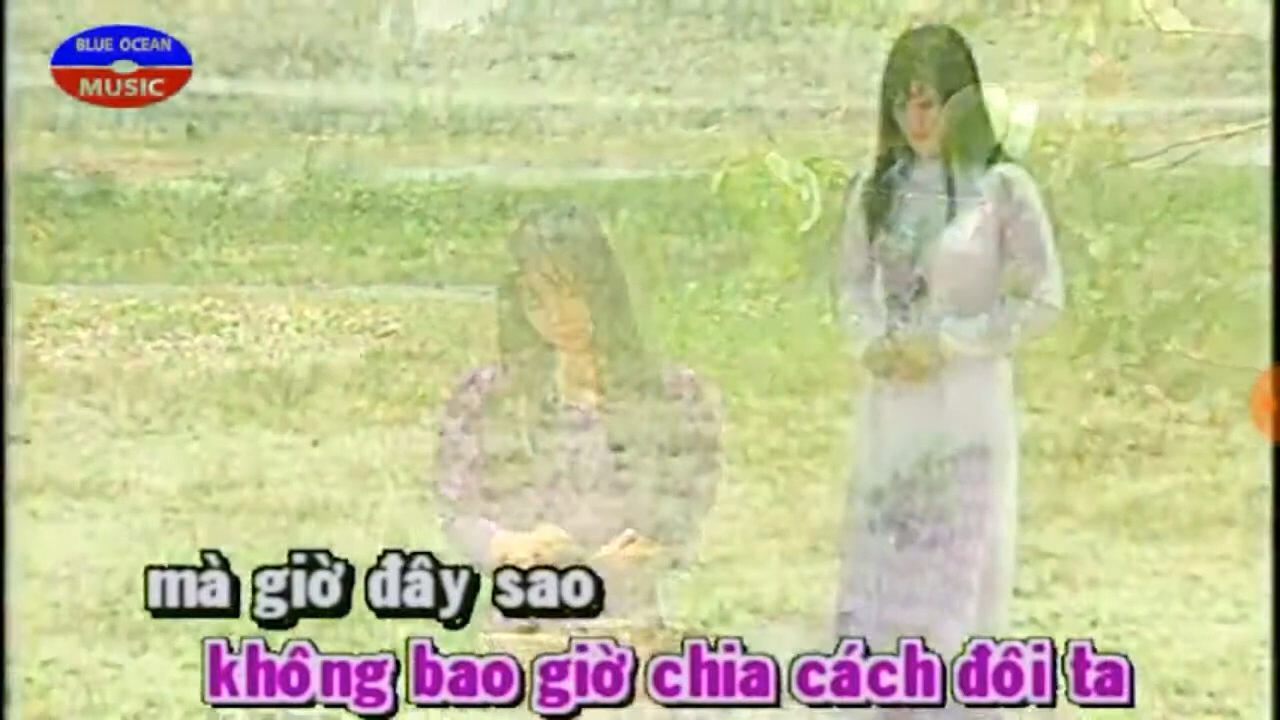 BLUE OCEAN
MUSIC
mà giờ đây sao
không bao giờ chia cách đôi ta